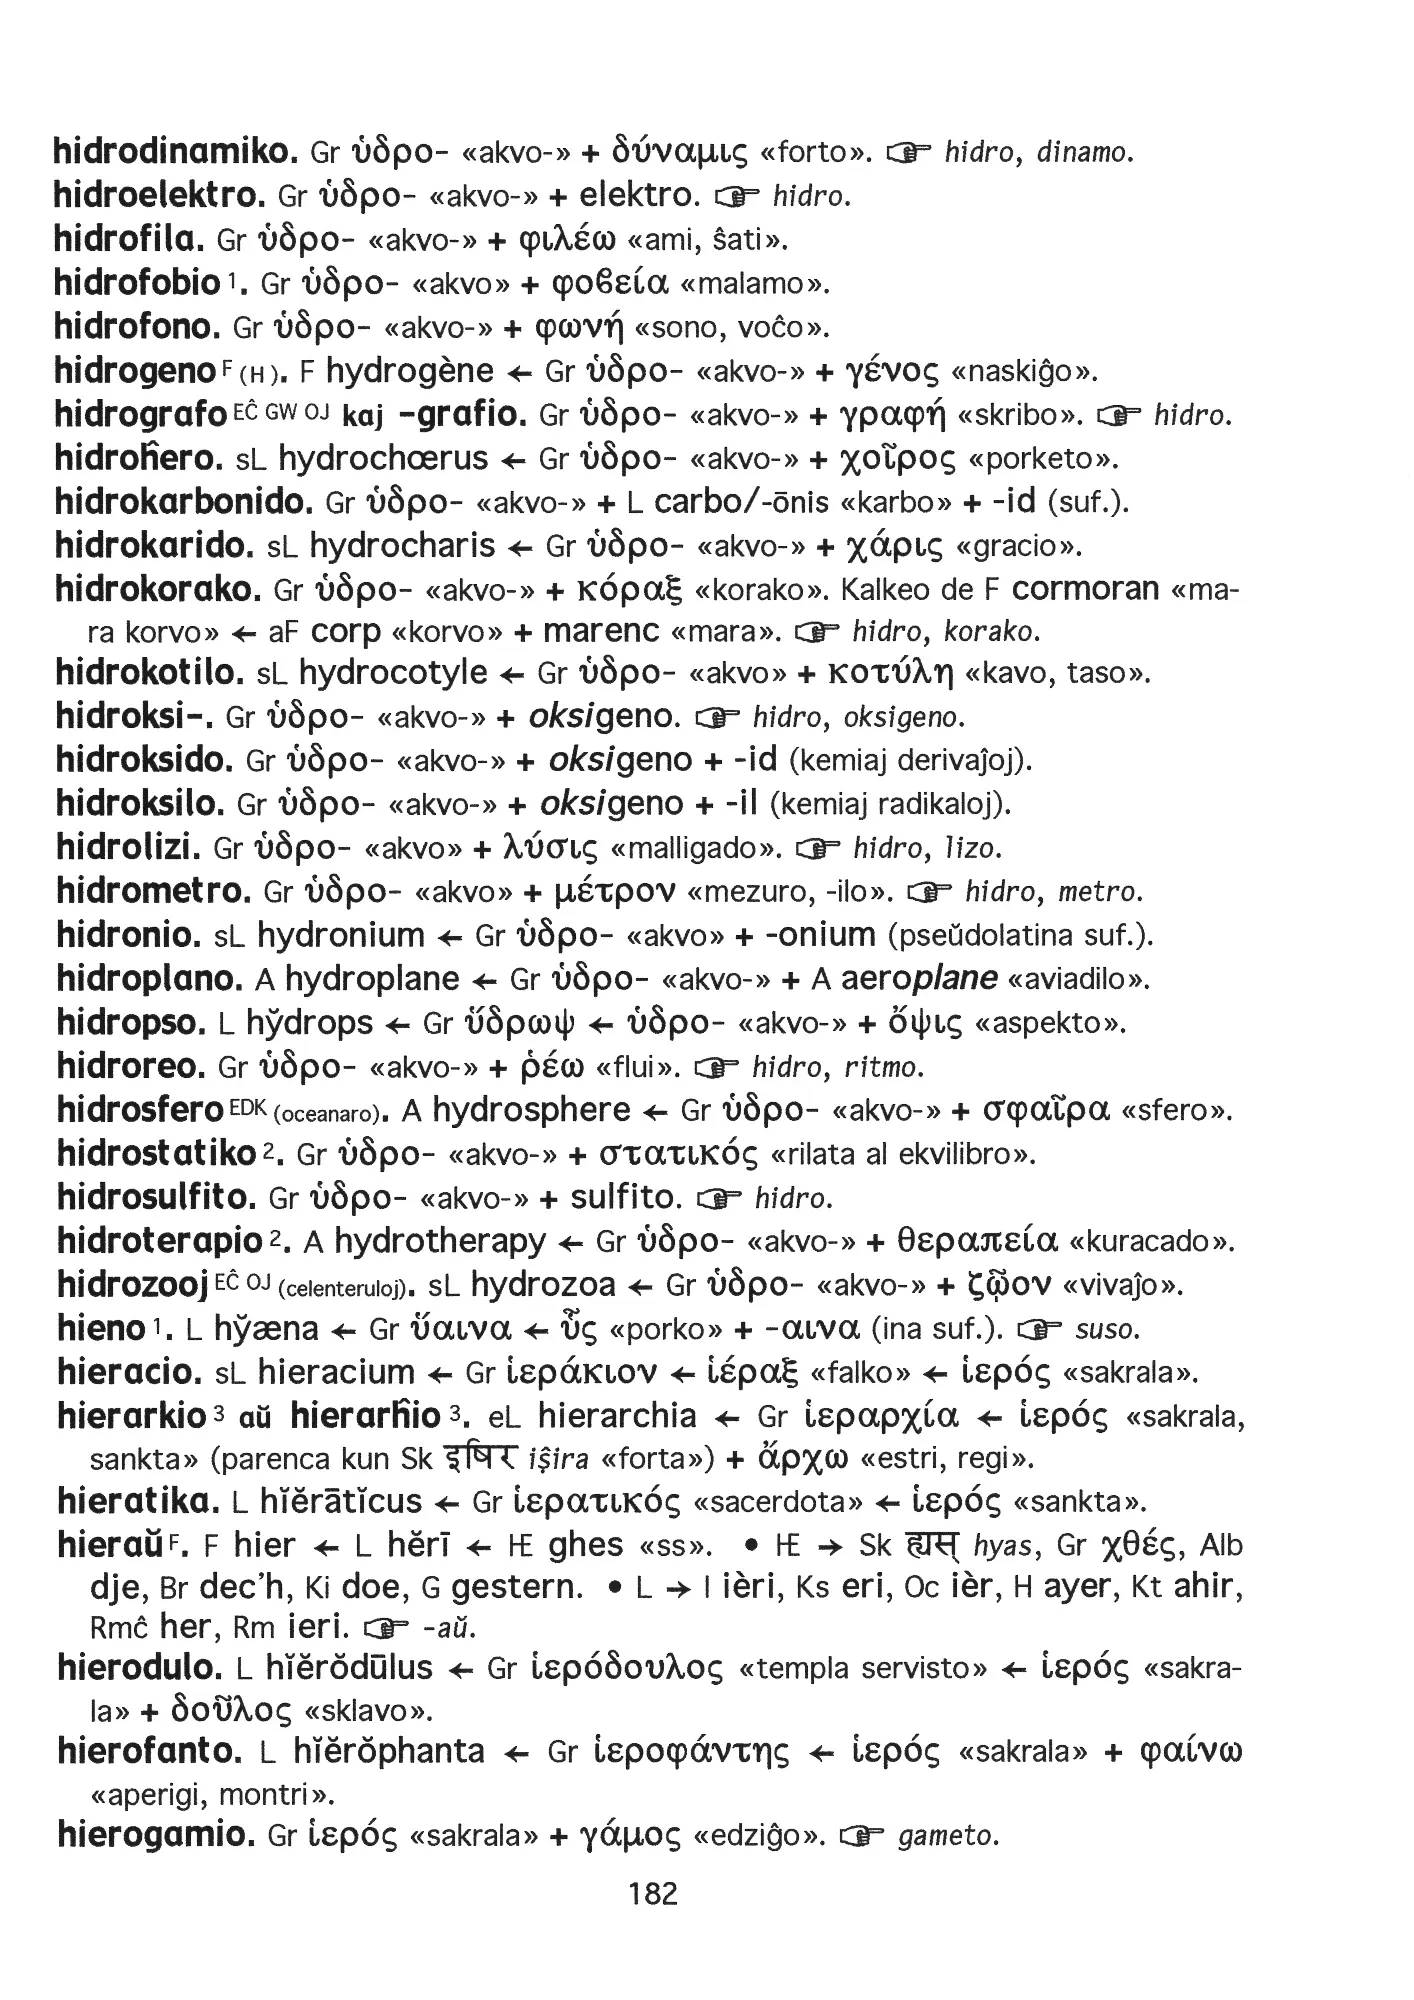 hidrodinamiko. Gr ὑδρο- «akvo-» + δύναμις «forto». ☞ hidro, dinamo.
hidroelektro. Gr ὑδρο- «akvo-» + elektro. ☞ hidro.
hidrofila. Gr ὑδρο- «akvo-» + φιλέω «ami, ŝati».
hidrofobio 1. Gr ὑδρο- «akvo» + φοϐεία «malamo».
hidrofono. Gr ὑδρο- «akvo-» + φωνή «sono, voĉo».
hidrogeno F (H). F hydrogène ← Gr ὑδρο- «akvo-» + γένος «naskiĝo».
hidrografo EĈ GW OJ kaj -grafio. Gr ὑδρο- «akvo-» + γραφή «skribo». ☞ hidro.
hidroĥero. sL hydrochœrus ← Gr ὑδρο- «akvo-» + χοῖρος «porketo».
hidrokarbonido. Gr ὑδρο- «akvo-» + L carbo/-ōnis «karbo» + -id (suf.).
hidrokarido. sL hydrocharis ← Gr ὑδρο- «akvo-» + χάρις «gracio».
hidrokorako. Gr ὑδρο- «akvo-» + κόραξ «korako». Kalkeo de F cormoran «ma-
ra korvo» ← aF corp «korvo» + marenc «mara». ☞ hidro, korako.
hidrokotilo. sL hydrocotyle ← Gr ὑδρο- «akvo» + κοτύλη «kavo, taso».
hidroksi-. Gr ὑδρο- «akvo-» + oksigeno. ☞ hidro, oksigeno.
hidroksido. Gr ὑδρο- «akvo-» + oksigeno + -id (kemiaj derivaĵoj).
hidroksilo. Gr ὑδρο- «akvo-» + oksigeno + -il (kemiaj radikaloj).
hidrolizi. Gr ὑδρο- «akvo» + λύσις «malligado». ☞ hidro, lizo.
hidrometro. Gr ὑδρο- «akvo» + μέτρον «mezuro, -ilo». ☞ hidro, metro.
hidronio. sL hydronium ← Gr ὑδρο- «akvo» + -onium (pseŭdolatina suf.).
hidroplano. A hydroplane ← Gr ὑδρο- «akvo-» + A aeroplane «aviadilo».
hidropso. L hy̆drops ← Gr ὕδρωψ ← ὑδρο- «akvo-» + ὄψις «aspekto».
hidroreo. Gr ὑδρο- «akvo-» + ῥέω «flui». ☞ hidro, ritmo.
hidrosfero EDK (oceanaro). A hydrosphere ← Gr ὑδρο- «akvo-» + σφαῖρα «sfero».
hidrostatiko 2. Gr ὑδρο- «akvo-» + στατικός «rilata al ekvilibro».
hidrosulfito. Gr ὑδρο- «akvo-» + sulfito. ☞ hidro.
hidroterapio 2. A hydrotherapy ← Gr ὑδρο- «akvo-» + θεραπεία «kuracado».
hidrozooj EĈ OJ (celenteruloj). sL hydrozoa ← Gr ὑδρο- «akvo-» + ζῷον «vivaĵo».
hieno 1. L hy̆æna ← Gr ὕαινα ← ὗς «porko» + -αινα (ina suf.). ☞ suso.
hieracio. sL hieracium ← Gr ἱεράκιον ← ἱέραξ «falko» ← ἱερός «sakrala».
hierarkio 3 aŭ hierarĥio 3. eL hierarchia ← Gr ἱεραρχία ← ἱερός «sakrala,
sankta» (parenca kun Sk इषिर iṣira «forta») + ἄρχω «estri, regi».
hieratika. L hĭĕrātĭcus ← Gr ἱερατικός «sacerdota» ← ἱερός «sankta».
hieraŭ F. F hier ← L hĕrī ← IE ghes «ss». • IE → Sk ह्यस् hyas, Gr χθές, Alb
dje, Br dec’h, Ki doe, G gestern. • L → I ièri, Ks eri, Oc ièr, H ayer, Kt ahir,
Rmĉ her, Rm ieri. ☞ -aŭ.
hierodulo. L hĭĕrŏdūlus ← Gr ἱερόδουλος «templa servisto» ← ἱερός «sakra-
la» + δοῦλος «sklavo».
hierofanto. L hĭĕrŏphanta ← Gr ἱεροφάντης ← ἱερός «sakrala» + φαίνω
«aperigi, montri».
hierogamio. Gr ἱερός «sakrala» + γάμος «edziĝo». ☞ gameto.
182